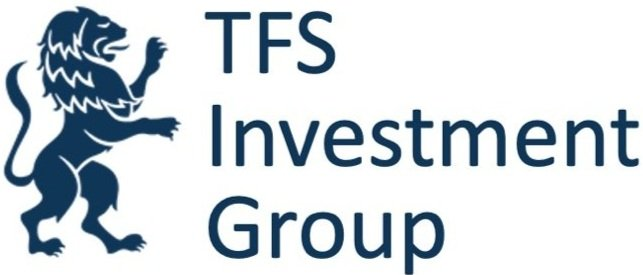 TFS
Investment
Group